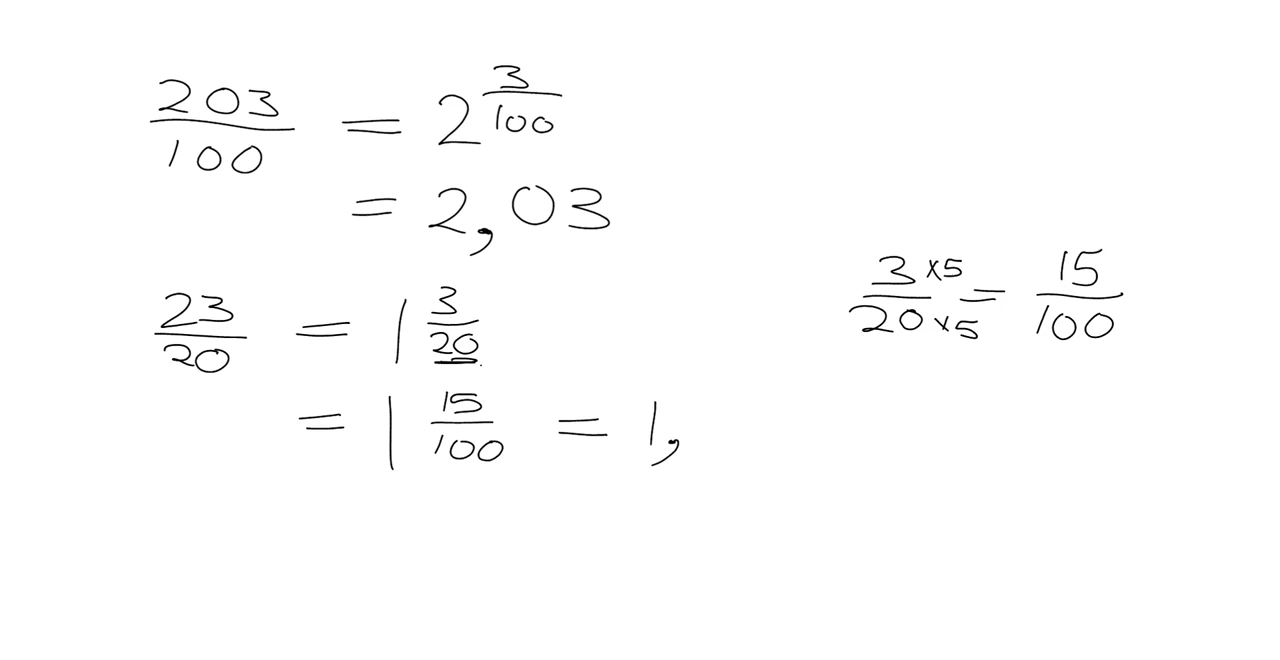 203/100 = 2 3/100
= 2,03
23/20 = 1 3/20
= 1 15/100 = 1,
3×5/20×5 = 15/100